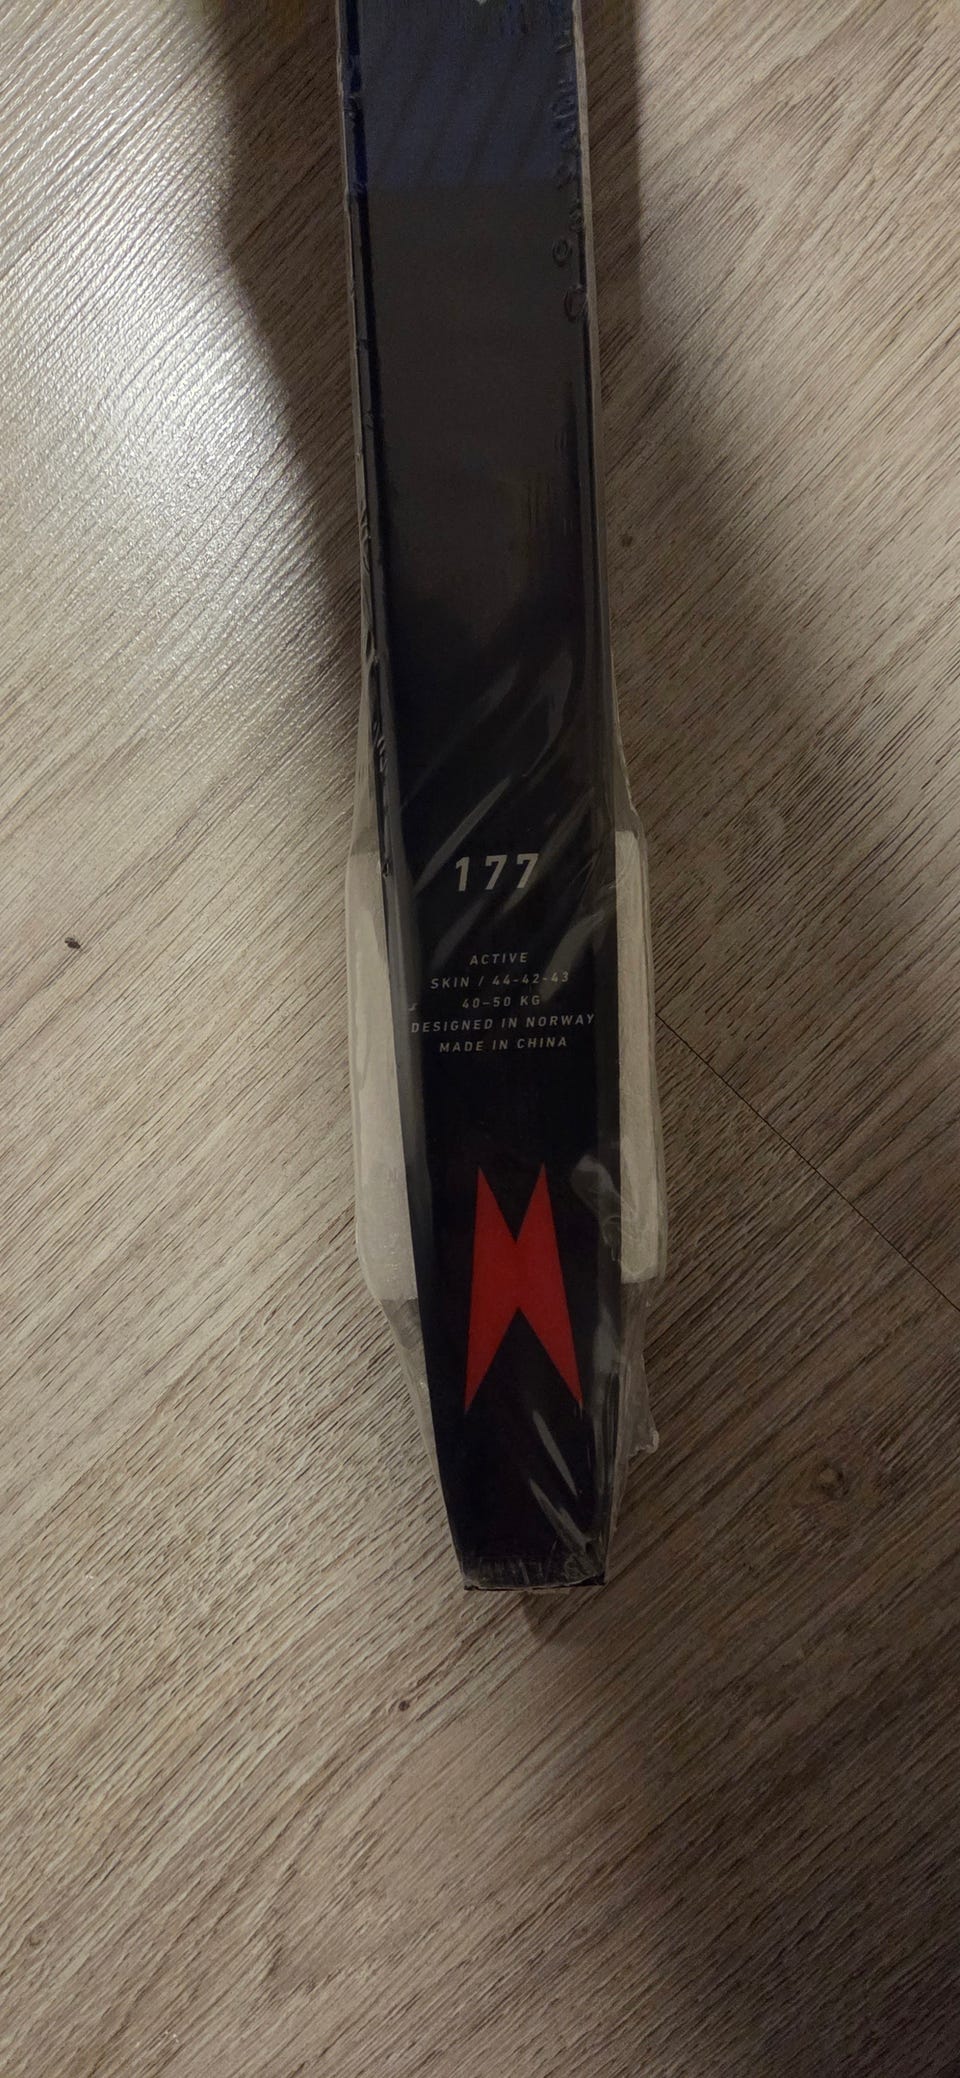 177
ACTIVE
SKIN / 44-42-43
40-50 KG
DESIGNED IN NORWAY
MADE IN CHINA